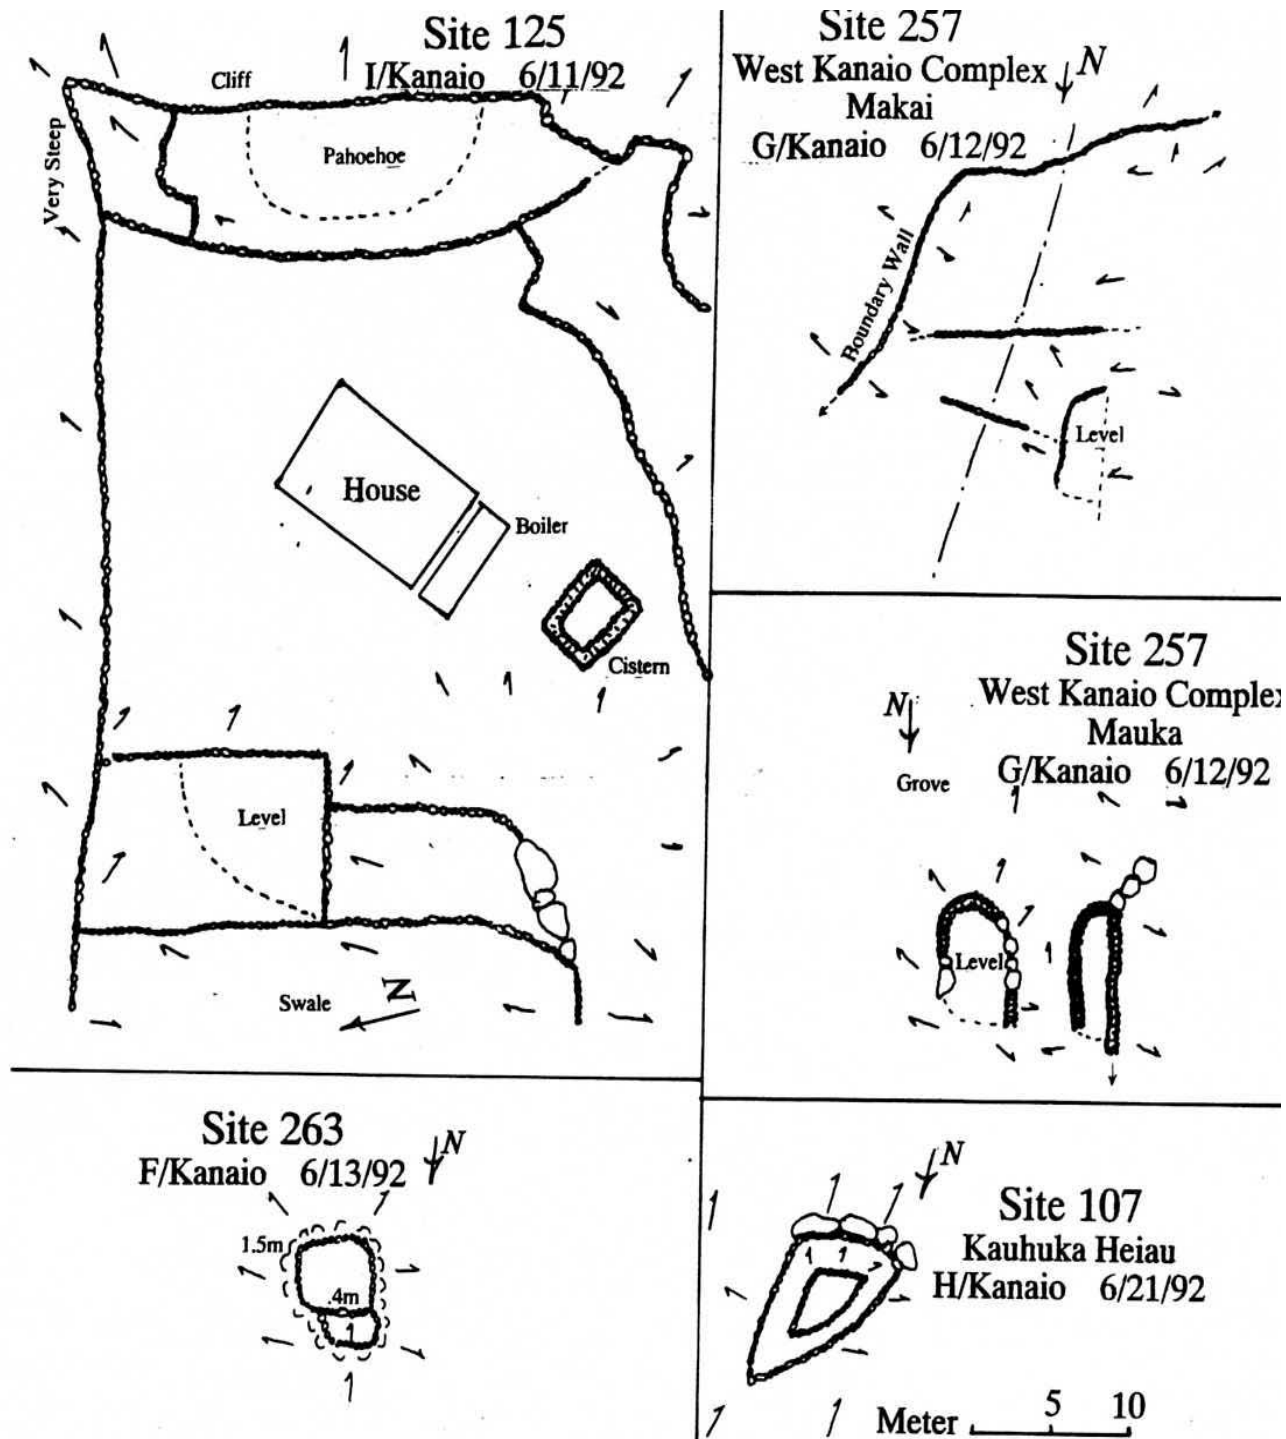 Site 125
I/Kanaio 6/11/92
Cliff
Very Steep
Pahoehoe
House
Boiler
Cistern
Level
Swale
N
Site 257
West Kanaio Complex
Makai
G/Kanaio 6/12/92
N
Boundary Wall
Level
Site 257
West Kanaio Complex
Mauka
G/Kanaio 6/12/92
N
Grove
Level
Site 263
F/Kanaio 6/13/92
N
1.5m
.4m
Site 107
Kauhuka Heiau
H/Kanaio 6/21/92
N
Meter 5 10